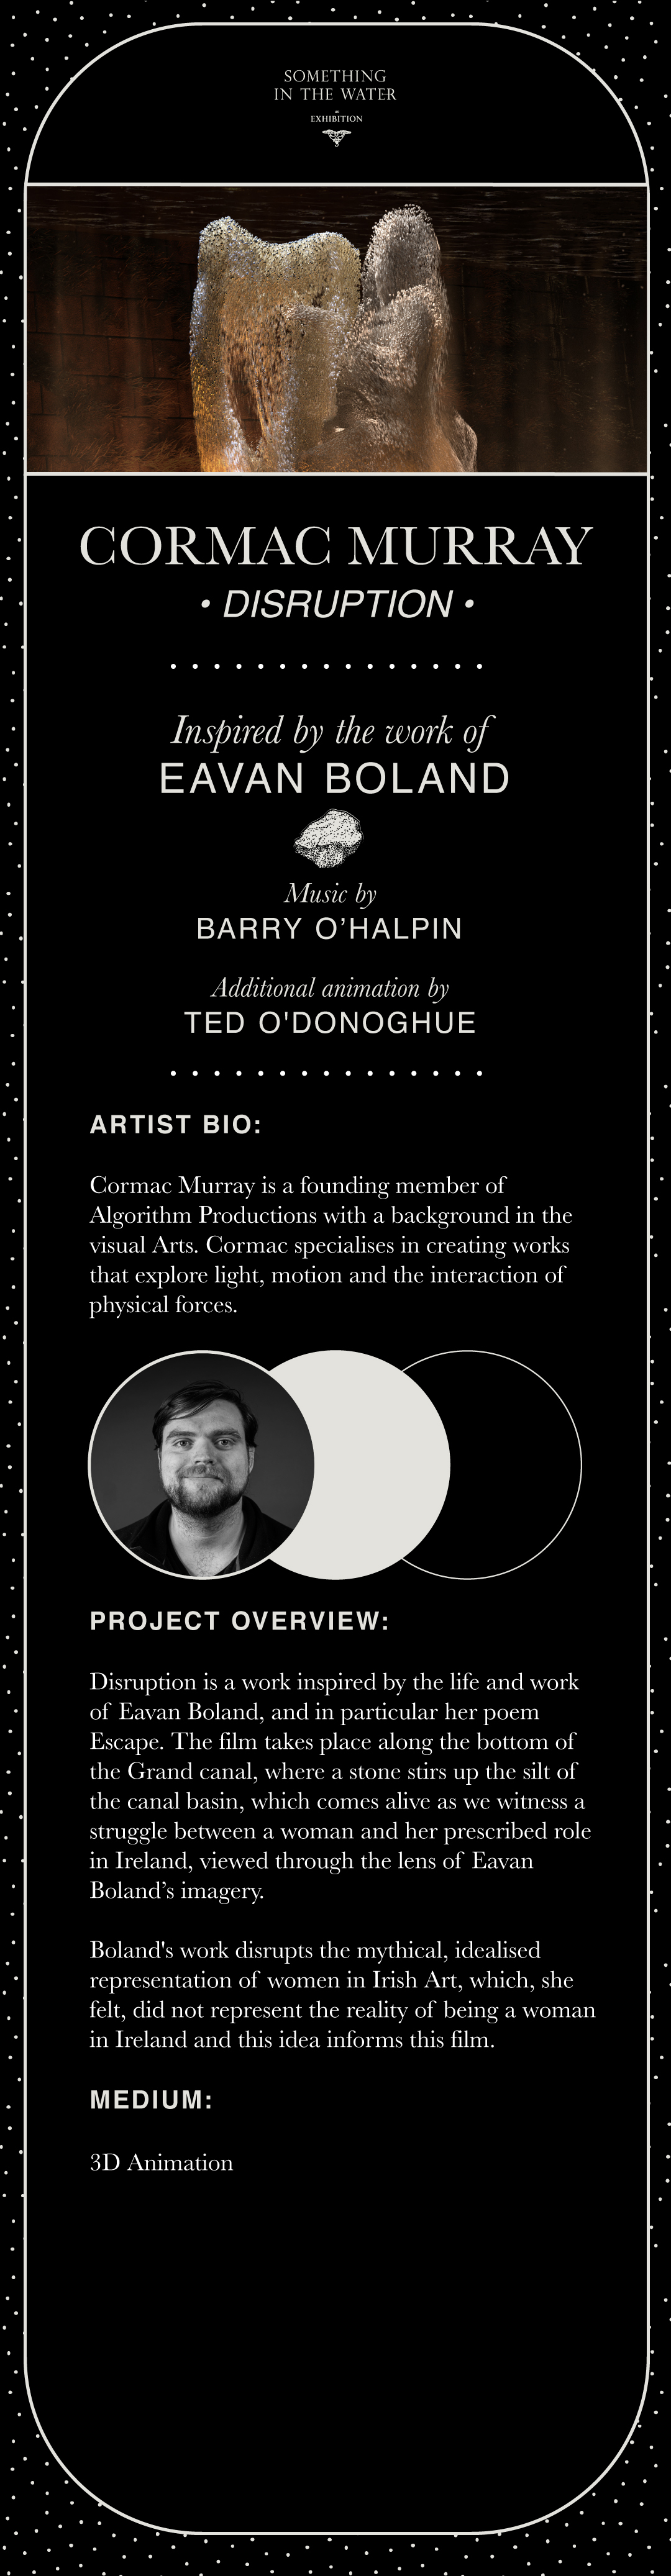 SOMETHING
IN THE WATER
EXHIBITION
CORMAC MURRAY
• DISRUPTION •
Inspired by the work of
EAVAN BOLAND
Music by
BARRY O’HALPIN
Additional animation by
TED O'DONOGHUE
ARTIST BIO:
Cormac Murray is a founding member of
Algorithm Productions with a background in the
visual Arts. Cormac specialises in creating works
that explore light, motion and the interaction of
physical forces.
PROJECT OVERVIEW:
Disruption is a work inspired by the life and work
of Eavan Boland, and in particular her poem
Escape. The film takes place along the bottom of
the Grand canal, where a stone stirs up the silt of
the canal basin, which comes alive as we witness a
struggle between a woman and her prescribed role
in Ireland, viewed through the lens of Eavan
Boland’s imagery.
Boland's work disrupts the mythical, idealised
representation of women in Irish Art, which, she
felt, did not represent the reality of being a woman
in Ireland and this idea informs this film.
MEDIUM:
3D Animation